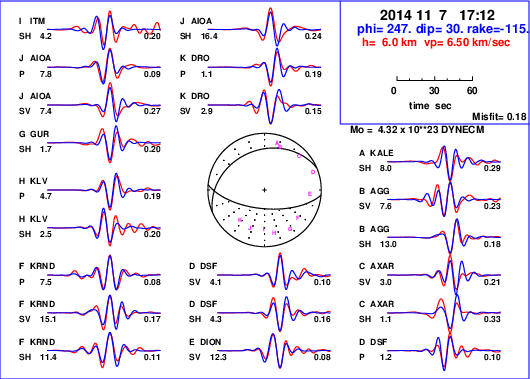 2014 11 7 17:12
phi= 247. dip= 30. rake=-115.
h= 6.0 km vp= 6.50 km/sec
0 30 60
time sec
Misfit= 0.18
Mo = 4.32 x 10**23 DYNECM
I ITM
SH 4.2 0.20
J AIOA
P 7.8 0.09
J AIOA
SV 7.4 0.27
G GUR
SH 1.7 0.20
H KLV
P 4.7 0.19
H KLV
SH 2.5 0.20
F KRND
P 7.5 0.08
F KRND
SV 15.1 0.17
F KRND
SH 11.4 0.11
J AIOA
SH 16.4 0.24
K DRO
P 1.1 0.19
K DRO
SV 2.9 0.15
D DSF
SV 4.1 0.10
D DSF
SH 4.3 0.16
E DION
SV 12.3 0.08
A KALE
SH 8.0 0.29
B AGG
SV 7.6 0.23
B AGG
SH 13.0 0.18
C AXAR
SV 3.0 0.21
C AXAR
SH 1.1 0.33
D DSF
P 1.2 0.10